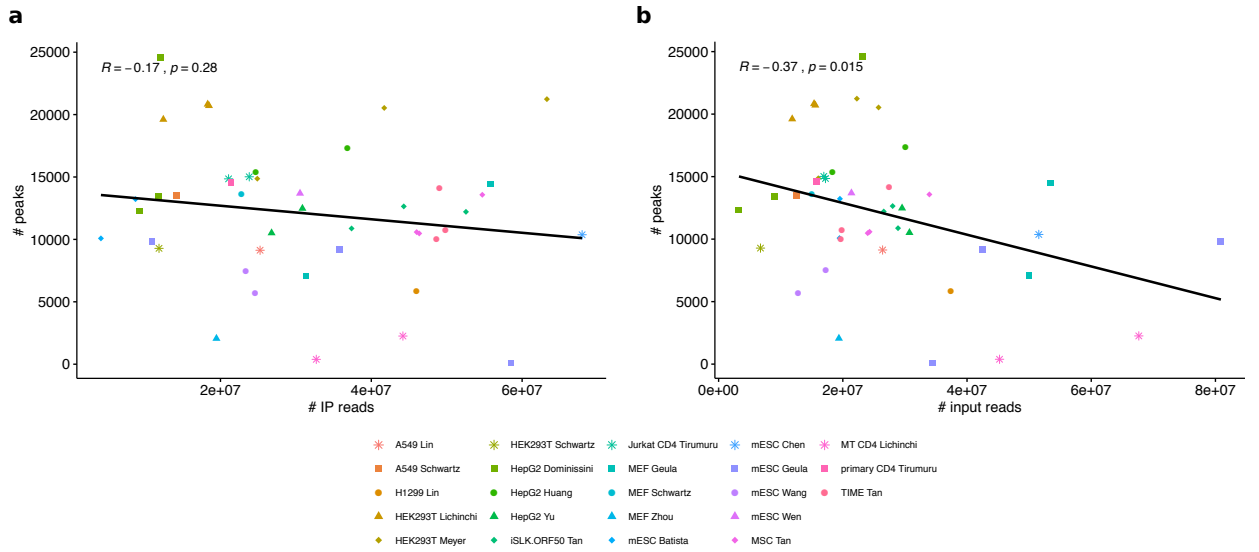 a
b
25000
20000
15000
10000
5000
0
# peaks
R = −0.17 , p = 0.28
2e+07
4e+07
6e+07
# IP reads
25000
20000
15000
10000
5000
0
# peaks
R = −0.37 , p = 0.015
0e+00
2e+07
4e+07
6e+07
8e+07
# input reads
A549 Lin
A549 Schwartz
H1299 Lin
HEK293T Lichinchi
HEK293T Meyer
HEK293T Schwartz
HepG2 Dominissini
HepG2 Huang
HepG2 Yu
iSLK.ORF50 Tan
Jurkat CD4 Tirumuru
MEF Geula
MEF Schwartz
MEF Zhou
mESC Batista
mESC Chen
mESC Geula
mESC Wang
mESC Wen
MSC Tan
MT CD4 Lichinchi
primary CD4 Tirumuru
TIME Tan